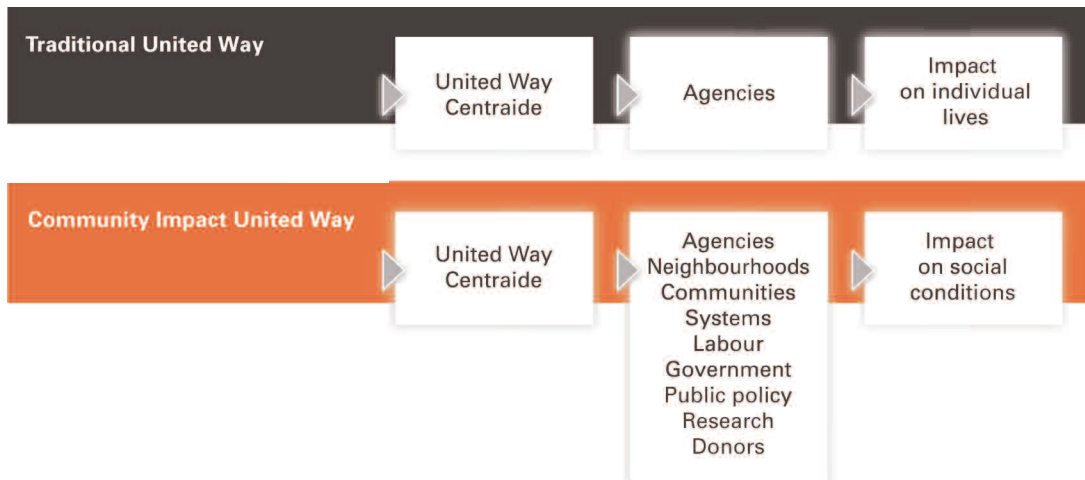 Traditional United Way
United Way
Centraide
Agencies
Impact
on individual
lives
Community Impact United Way
United Way
Centraide
Agencies
Neighbourhoods
Communities
Systems
Labour
Government
Public policy
Research
Donors
Impact
on social
conditions